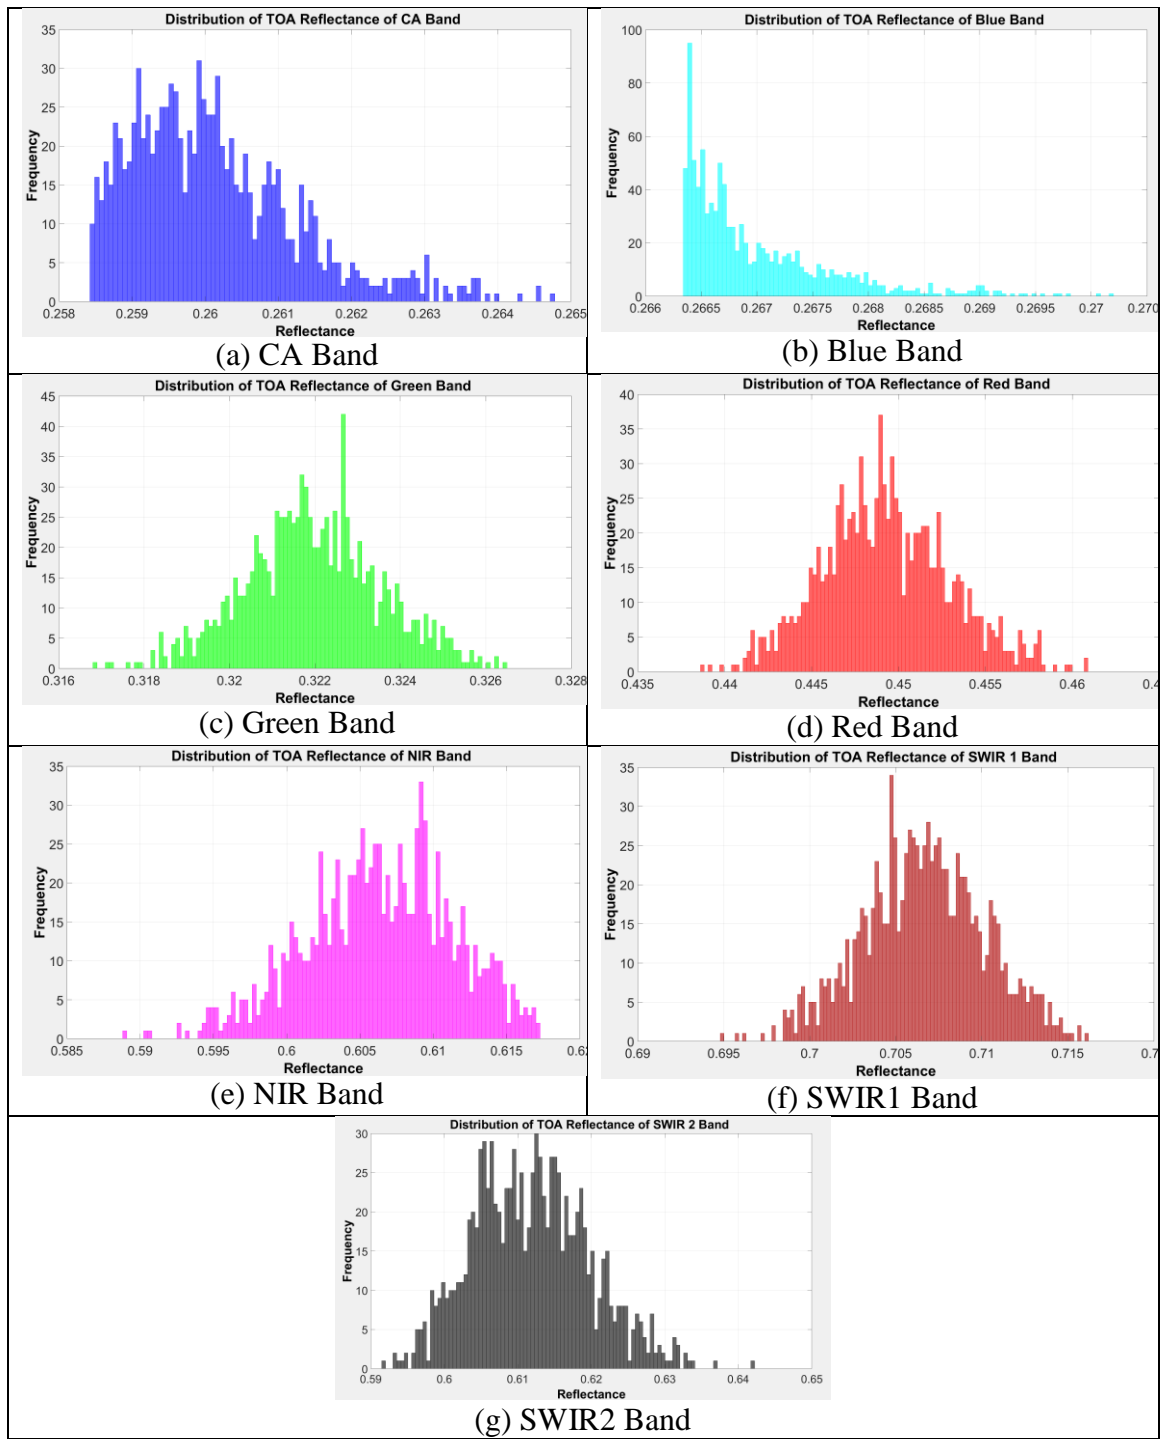 Distribution of TOA Reflectance of CA Band
35
30
25
20
15
10
5
0
Frequency
0.258 0.259 0.26 0.261 0.262 0.263 0.264 0.265
Reflectance
(a) CA Band
Distribution of TOA Reflectance of Blue Band
100
80
60
40
20
0
Frequency
0.266 0.2665 0.267 0.2675 0.268 0.2685 0.269 0.2695 0.27 0.270
Reflectance
(b) Blue Band
Distribution of TOA Reflectance of Green Band
45
40
35
30
25
20
15
10
5
0
Frequency
0.316 0.318 0.32 0.322 0.324 0.326 0.328
Reflectance
(c) Green Band
Distribution of TOA Reflectance of Red Band
40
35
30
25
20
15
10
5
0
Frequency
0.435 0.44 0.445 0.45 0.455 0.46
Reflectance
(d) Red Band
Distribution of TOA Reflectance of NIR Band
35
30
25
20
15
10
5
0
Frequency
0.585 0.59 0.595 0.6 0.605 0.61 0.615
Reflectance
(e) NIR Band
Distribution of TOA Reflectance of SWIR 1 Band
35
30
25
20
15
10
5
0
Frequency
0.69 0.695 0.7 0.705 0.71 0.715 0.7
Reflectance
(f) SWIR1 Band
Distribution of TOA Reflectance of SWIR 2 Band
30
25
20
15
10
5
0
Frequency
0.59 0.6 0.61 0.62 0.63 0.64 0.65
Reflectance
(g) SWIR2 Band